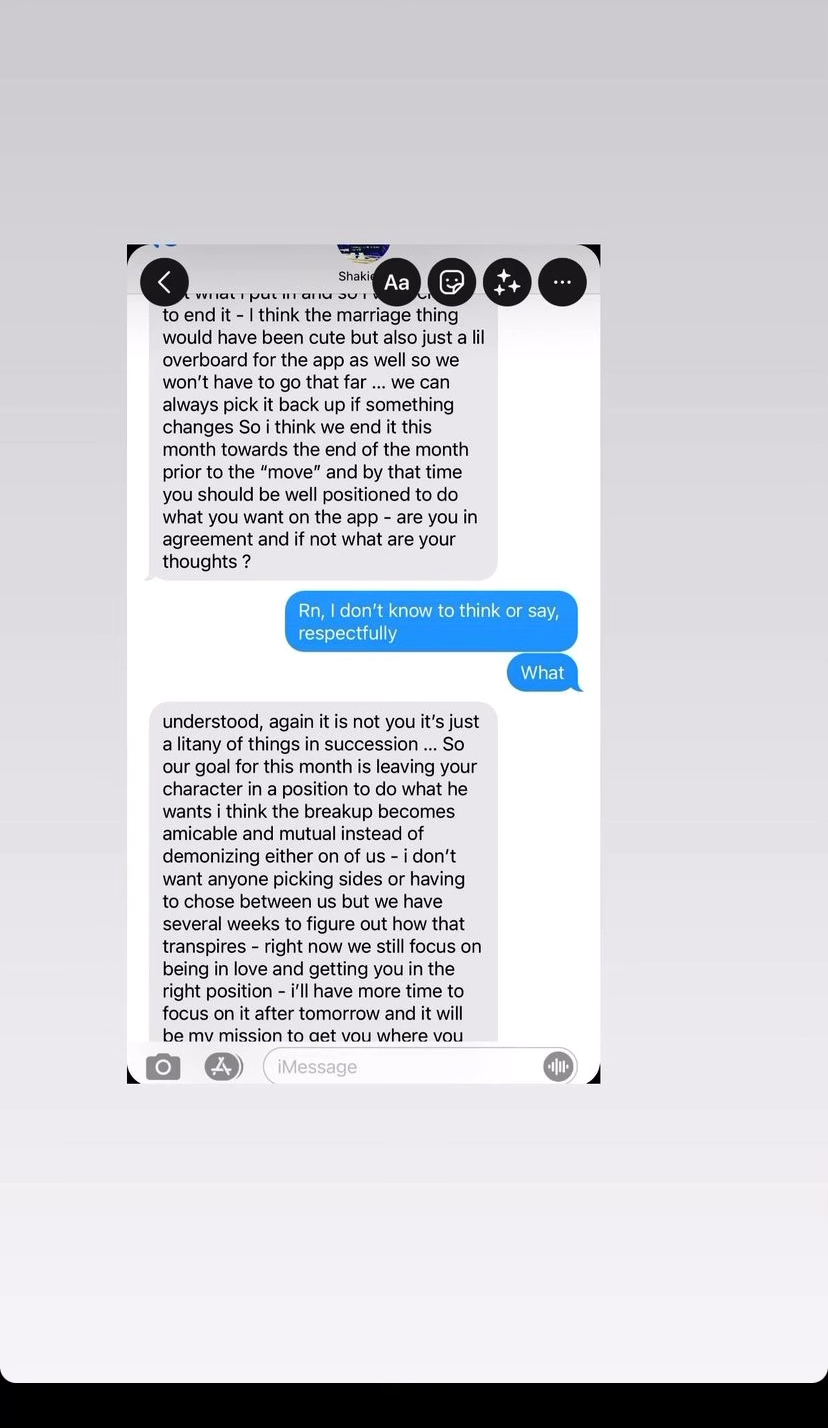 Shakie
Aa
to end it - I think the marriage thing
would have been cute but also just a lil
overboard for the app as well so we
won't have to go that far ... we can
always pick it back up if something
changes So i think we end it this
month towards the end of the month
prior to the “move” and by that time
you should be well positioned to do
what you want on the app - are you in
agreement and if not what are your
thoughts ?
Rn, I don't know to think or say,
respectfully
What
understood, again it is not you it's just
a litany of things in succession ... So
our goal for this month is leaving your
character in a position to do what he
wants i think the breakup becomes
amicable and mutual instead of
demonizing either on of us - i don't
want anyone picking sides or having
to chose between us but we have
several weeks to figure out how that
transpires - right now we still focus on
being in love and getting you in the
right position - i'll have more time to
focus on it after tomorrow and it will
be my mission to get you where you
iMessage